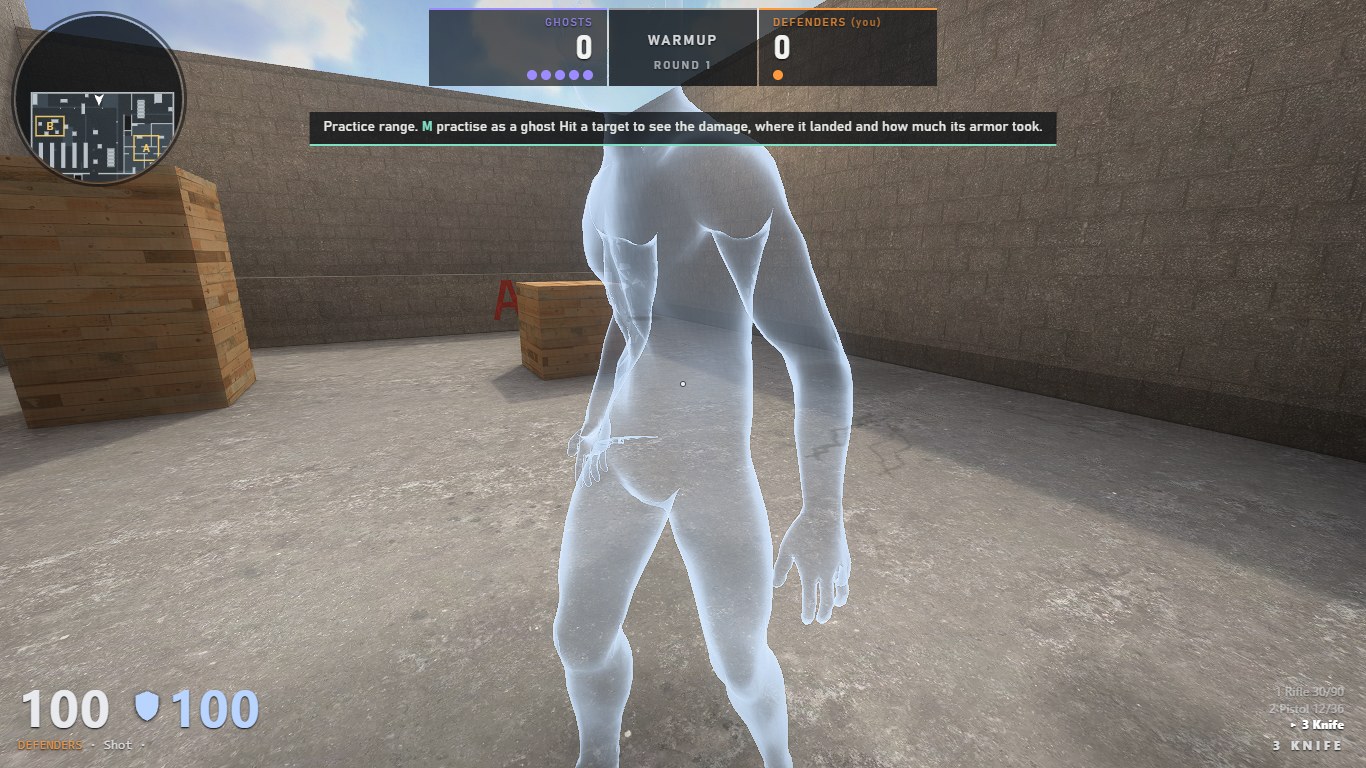 GHOSTS
0
WARMUP
ROUND 1
DEFENDERS (you)
0
Practice range. M practise as a ghost Hit a target to see the damage, where it landed and how much its armor took.
B
A
A
100
100
DEFENDERS · Shot ·
1 Rifle 30/90
2 Pistol 12/36
▸ 3 Knife
3 KNIFE